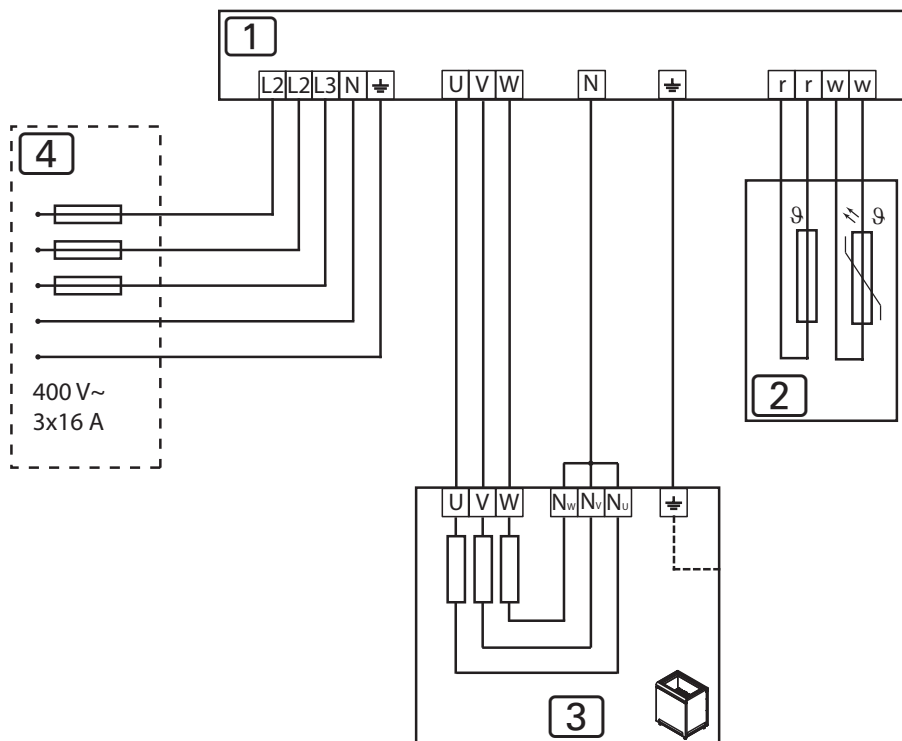 1
L2 L2 L3 N
U V W
N
r r w w
4
ϑ ϑ
400 V~
3x16 A
2
U V W
NW NV NU
3